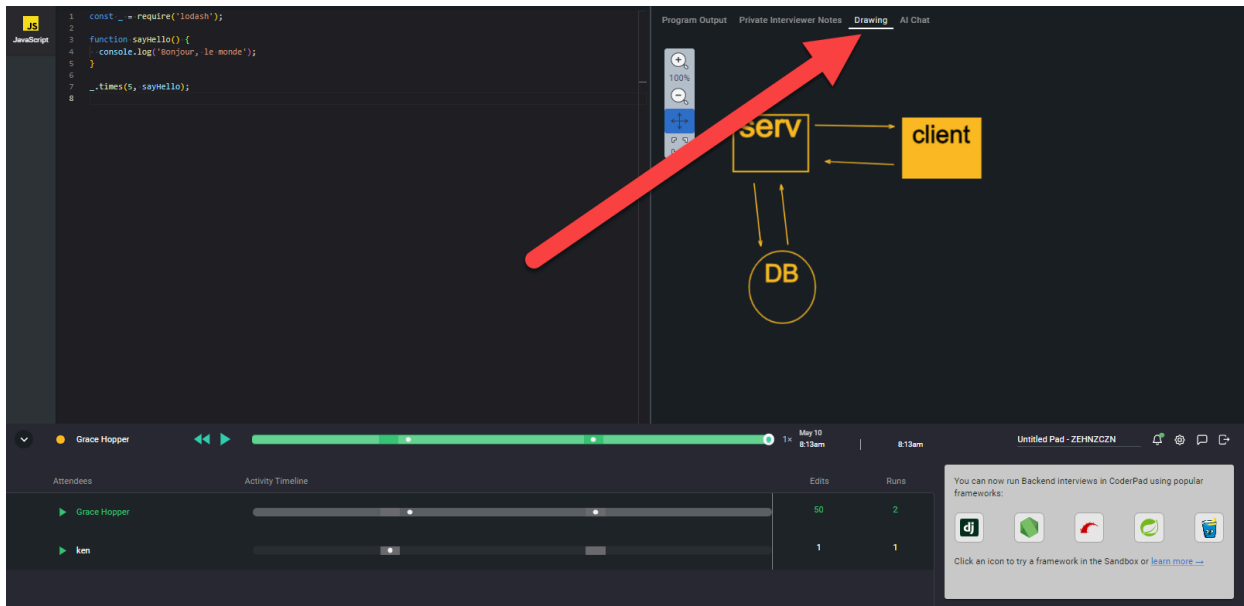 JS
JavaScript
1 const _ = require('lodash');
2
3 function sayHello() {
4 console.log('Bonjour, le monde');
5 }
6
7 _.times(5, sayHello);
8
Program Output Private Interviewer Notes Drawing AI Chat
100%
serv
client
DB
Grace Hopper
1x
May 10
8:13am
8:13am
Untitled Pad - ZEHNZCZN
Attendees Activity Timeline Edits Runs
Grace Hopper 50 2
ken 1 1
You can now run Backend interviews in CoderPad using popular
frameworks:
dj
Click an icon to try a framework in the Sandbox or learn more →